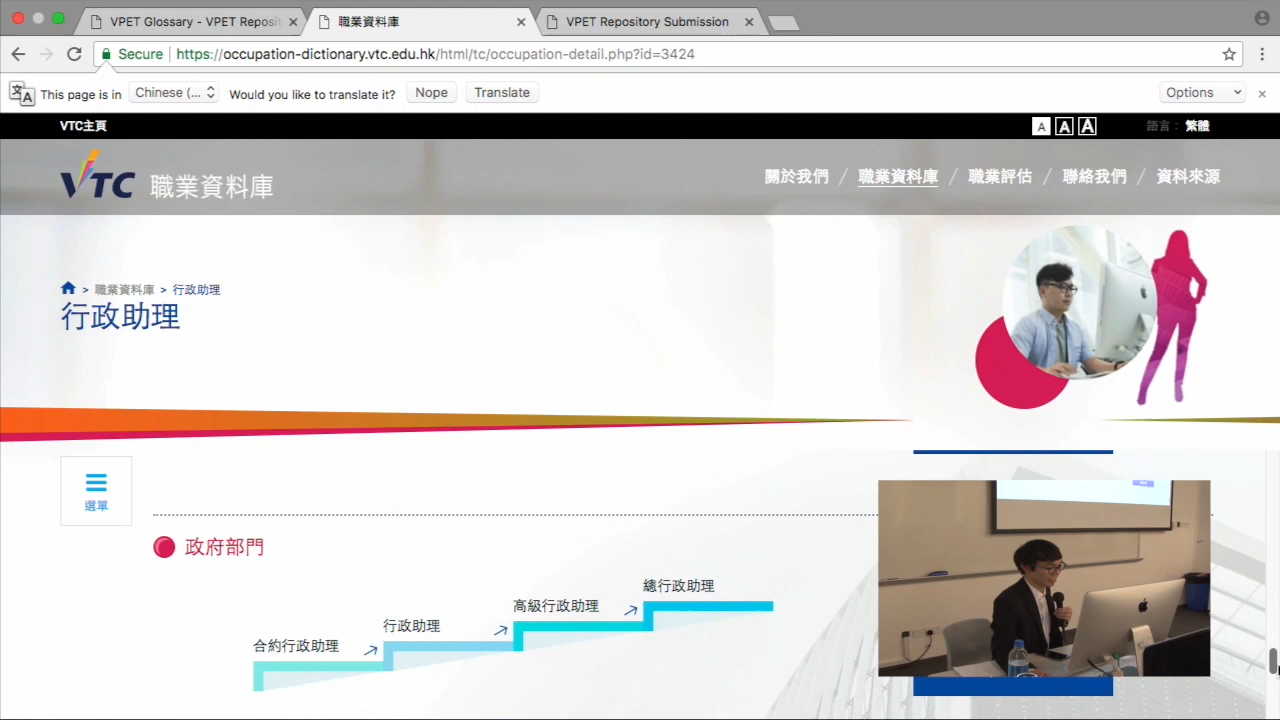 VPET Glossary - VPET Reposit
職業資料庫
VPET Repository Submission
Secure
https://occupation-dictionary.vtc.edu.hk/html/tc/occupation-detail.php?id=3424
This page is in
Chinese (...
Would you like to translate it?
Nope
Translate
Options
VTC主頁
A A A
語言： 繁體
VTC 職業資料庫
關於我們 / 職業資料庫 / 職業評估 / 聯絡我們 / 資料來源
> 職業資料庫 > 行政助理
行政助理
選單
政府部門
總行政助理
高級行政助理
行政助理
合約行政助理